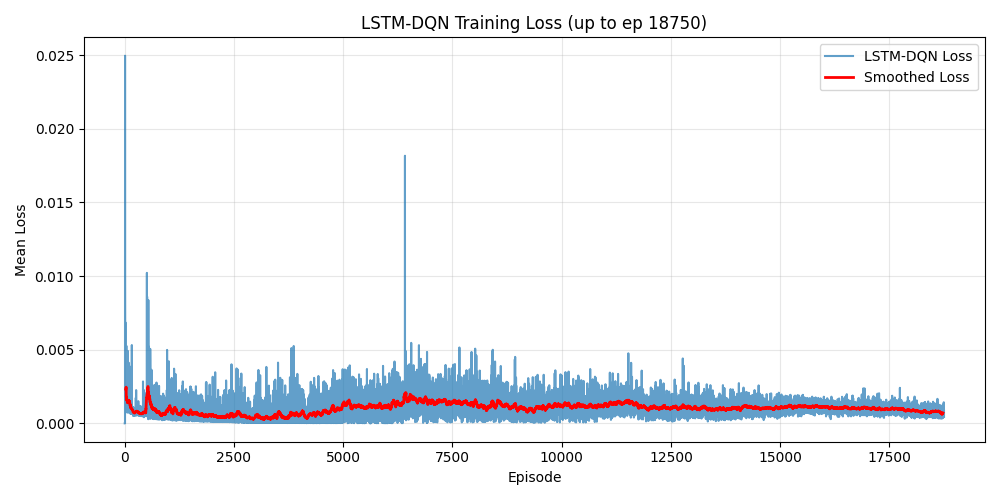 LSTM-DQN Training Loss (up to ep 18750)
LSTM-DQN Loss
Smoothed Loss
Mean Loss
0.025
0.020
0.015
0.010
0.005
0.000
0 2500 5000 7500 10000 12500 15000 17500
Episode